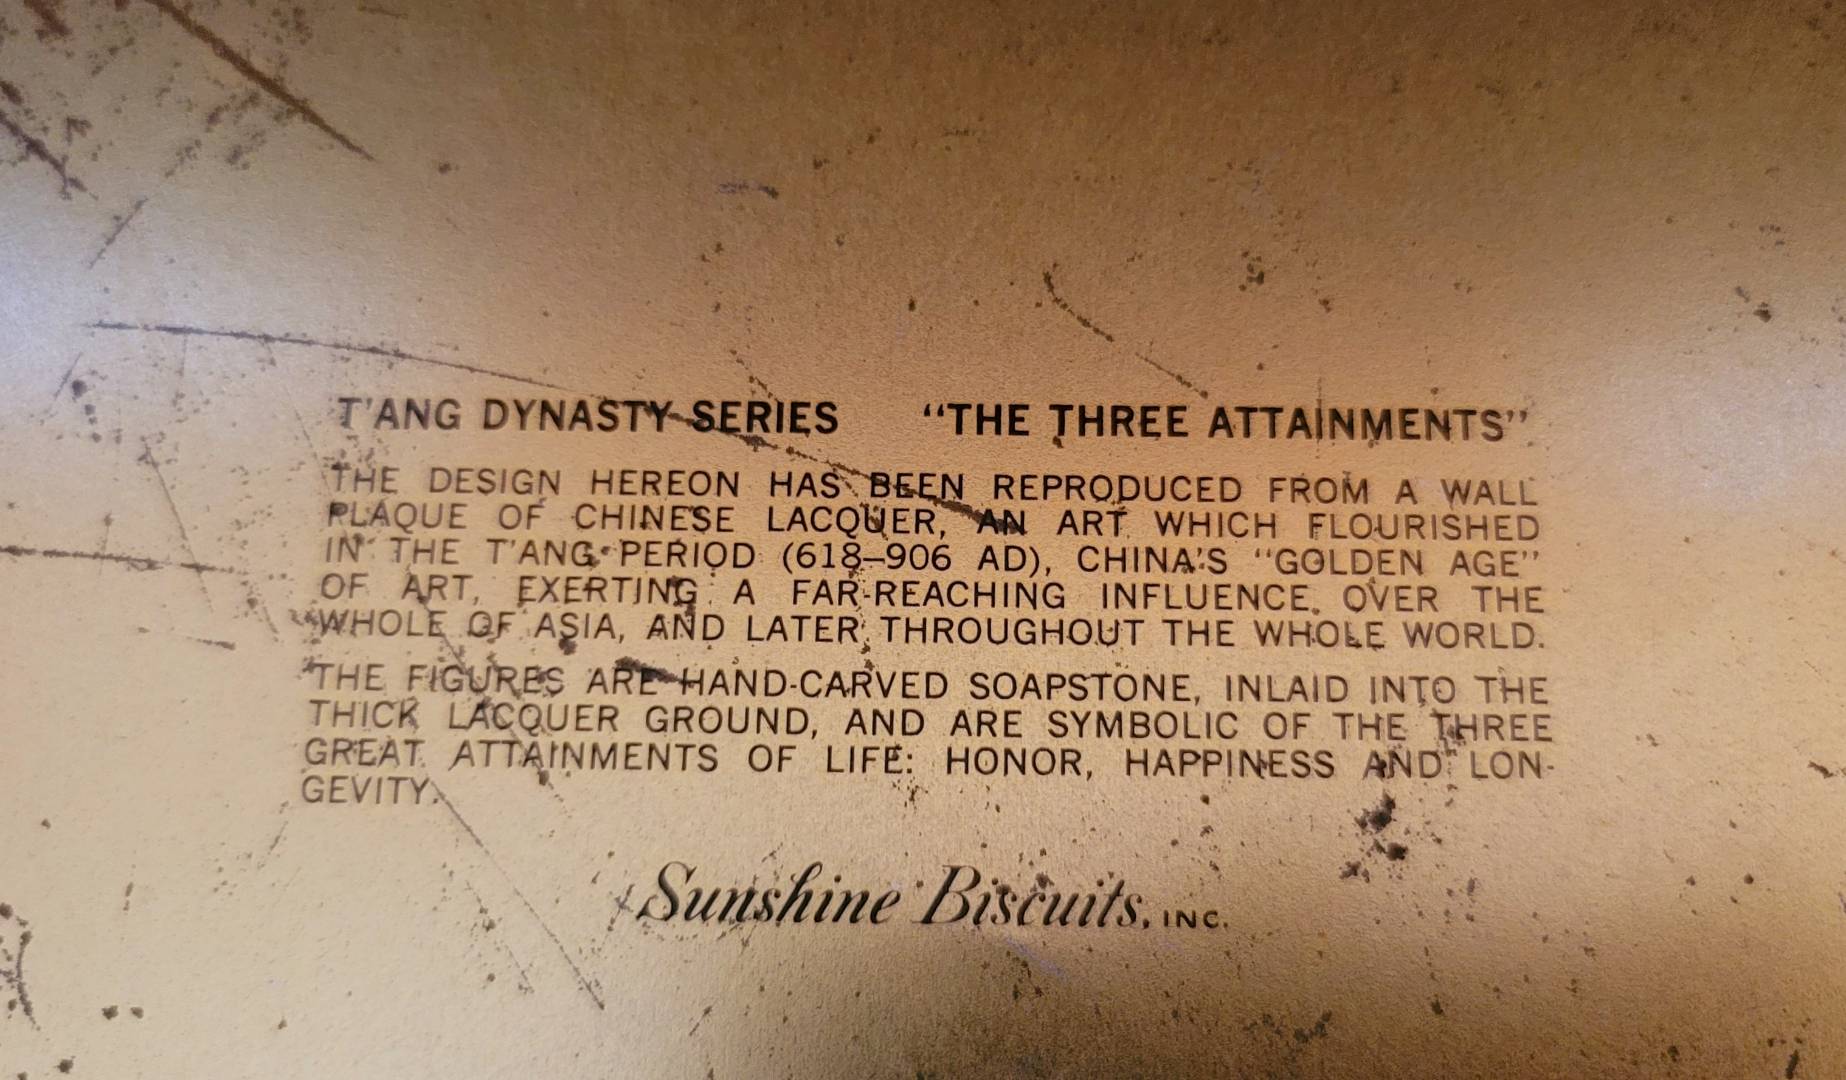 T'ANG DYNASTY SERIES "THE THREE ATTAINMENTS"
THE DESIGN HEREON HAS BEEN REPRODUCED FROM A WALL
PLAQUE OF CHINESE LACQUER, AN ART WHICH FLOURISHED
IN THE T'ANG PERIOD (618–906 AD), CHINA'S "GOLDEN AGE"
OF ART, EXERTING A FAR-REACHING INFLUENCE OVER THE
WHOLE OF ASIA, AND LATER THROUGHOUT THE WHOLE WORLD.
THE FIGURES ARE HAND-CARVED SOAPSTONE, INLAID INTO THE
THICK LACQUER GROUND, AND ARE SYMBOLIC OF THE THREE
GREAT ATTAINMENTS OF LIFE: HONOR, HAPPINESS AND LON-
GEVITY.
Sunshine Biscuits, INC.